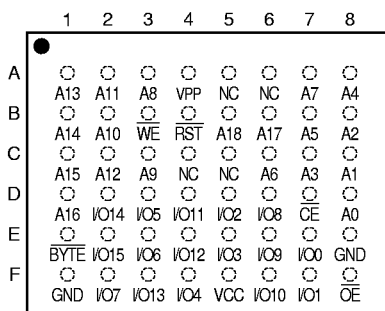 1 2 3 4 5 6 7 8
A
A13 A11 A8 VPP NC NC A7 A4
B
A14 A10 WE RST A18 A17 A5 A2
C
A15 A12 A9 NC NC A6 A3 A1
D
A16 I/O14 I/O5 I/O11 I/O2 I/O8 CE A0
E
BYTE I/O15 I/O6 I/O12 I/O3 I/O9 I/O0 GND
F
GND I/O7 I/O13 I/O4 VCC I/O10 I/O1 OE